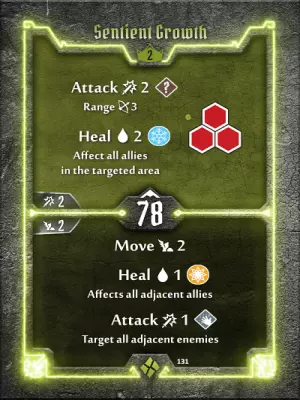 Sentient Growth
2
Attack 2 ?
Range 3
Heal 2
Affect all allies
in the targeted area
2
78
2
Move 2
Heal 1
Affects all adjacent allies
Attack 1
Target all adjacent enemies
131